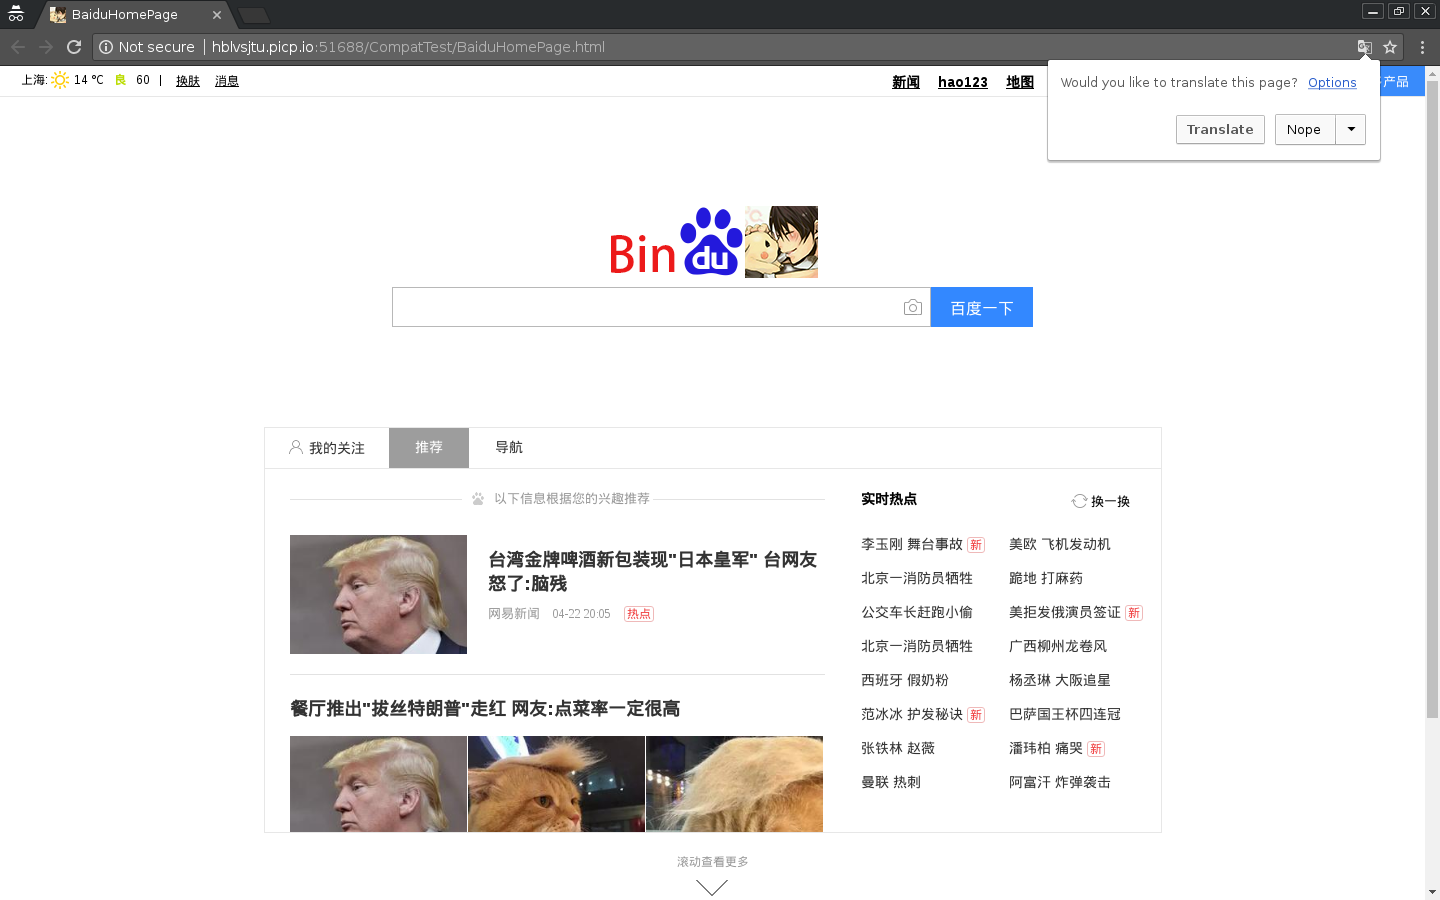 BaiduHomePage
Not secure | hblvsjtu.picp.io:51688/CompatTest/BaiduHomePage.html
上海: 14 ℃ 良 60 | 换肤 消息
新闻 hao123 地图
产品
Would you like to translate this page? Options
Translate Nope
Bin du
百度一下
我的关注 推荐 导航
以下信息根据您的兴趣推荐
台湾金牌啤酒新包装现"日本皇军" 台网友
怒了:脑残
网易新闻 04-22 20:05 热点
餐厅推出"拔丝特朗普"走红 网友:点菜率一定很高
实时热点 换一换
李玉刚 舞台事故 新 美欧 飞机发动机
北京一消防员牺牲 跪地 打麻药
公交车长赶跑小偷 美拒发俄演员签证 新
北京一消防员牺牲 广西柳州龙卷风
西班牙 假奶粉 杨丞琳 大阪追星
范冰冰 护发秘诀 新 巴萨国王杯四连冠
张铁林 赵薇 潘玮柏 痛哭 新
曼联 热刺 阿富汗 炸弹袭击
滚动查看更多